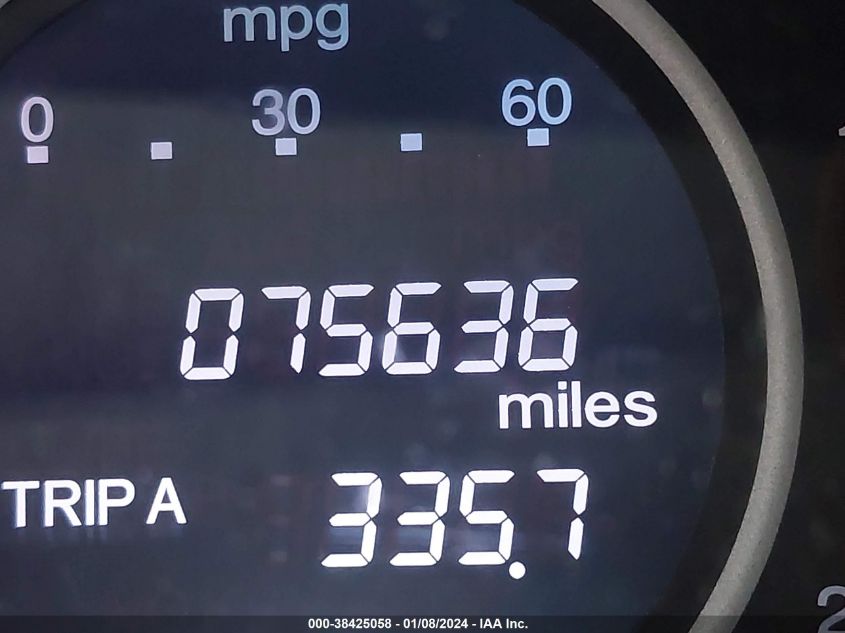 mpg
0 30 60
075636
miles
TRIP A 335.7
000-38425058 - 01/08/2024 - IAA Inc.